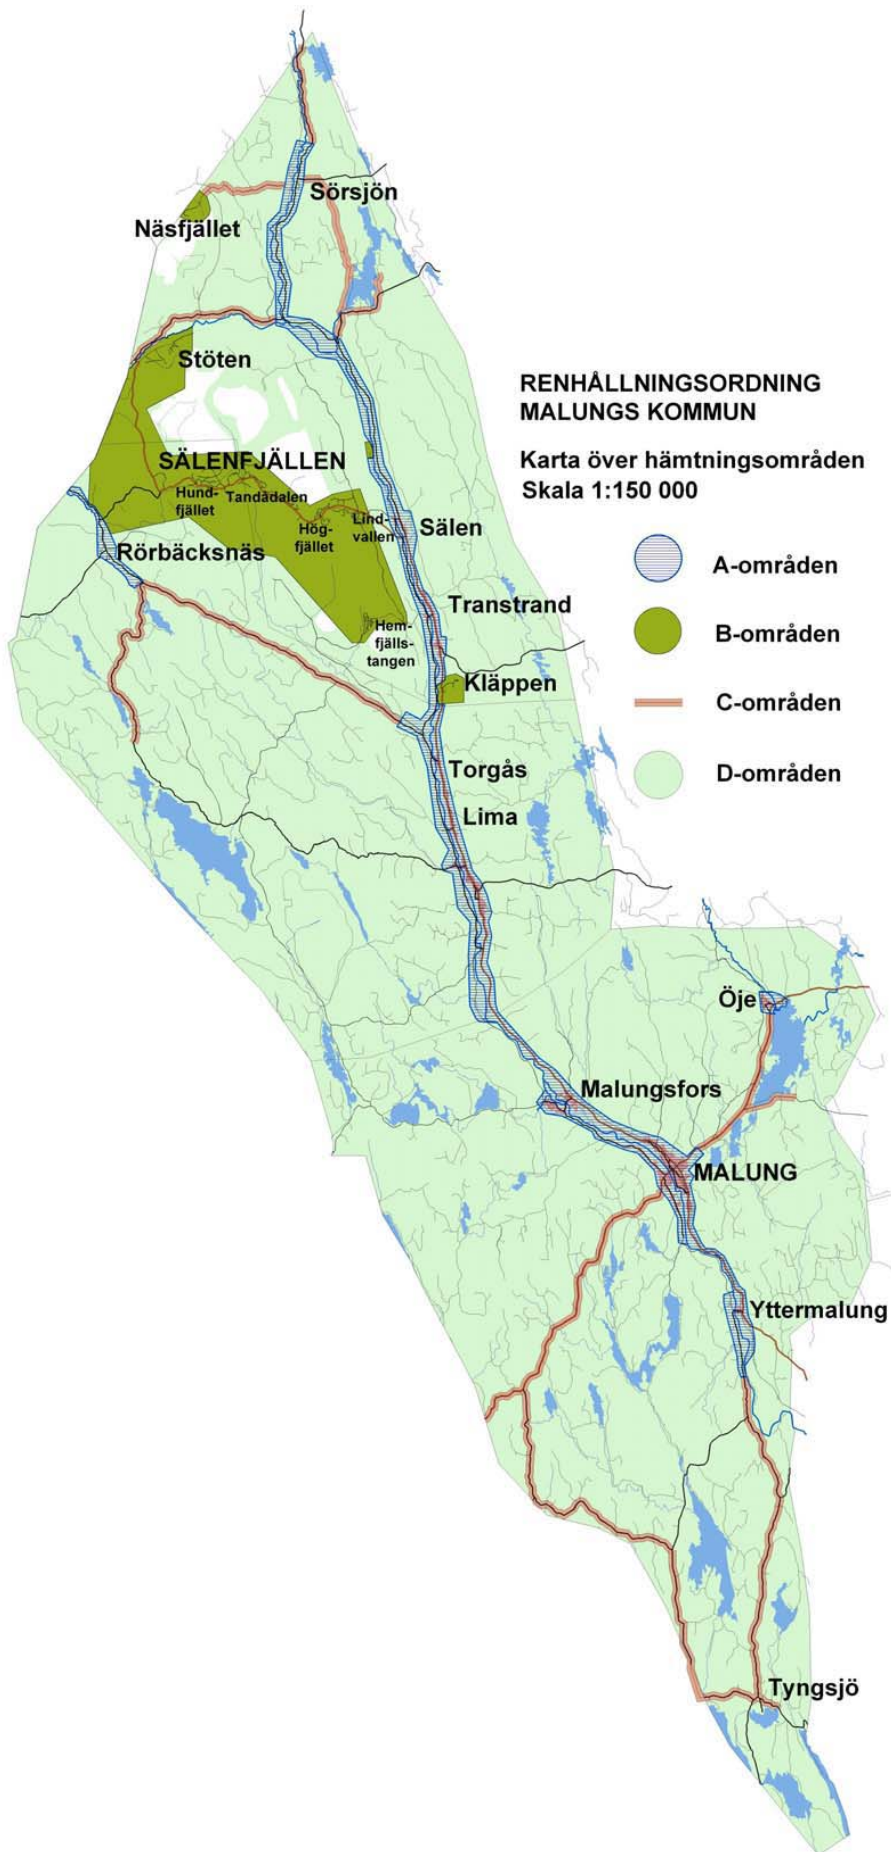 Sörsjön
Näsfjället
Stöten
RENHÅLLNINGSORDNING
MALUNGS KOMMUN
Karta över hämtningsområden
Skala 1:150 000
SÄLENFJÄLLEN
Hund-
fjället
Tandådalen
Hög-
fjället
Lind-
vallen
Sälen
Rörbäcksnäs
A-områden
Transtrand
Hem-
fjälls-
tangen
B-områden
Kläppen
C-områden
Torgås
D-områden
Lima
Öje
Malungsfors
MALUNG
Yttermalung
Tyngsjö